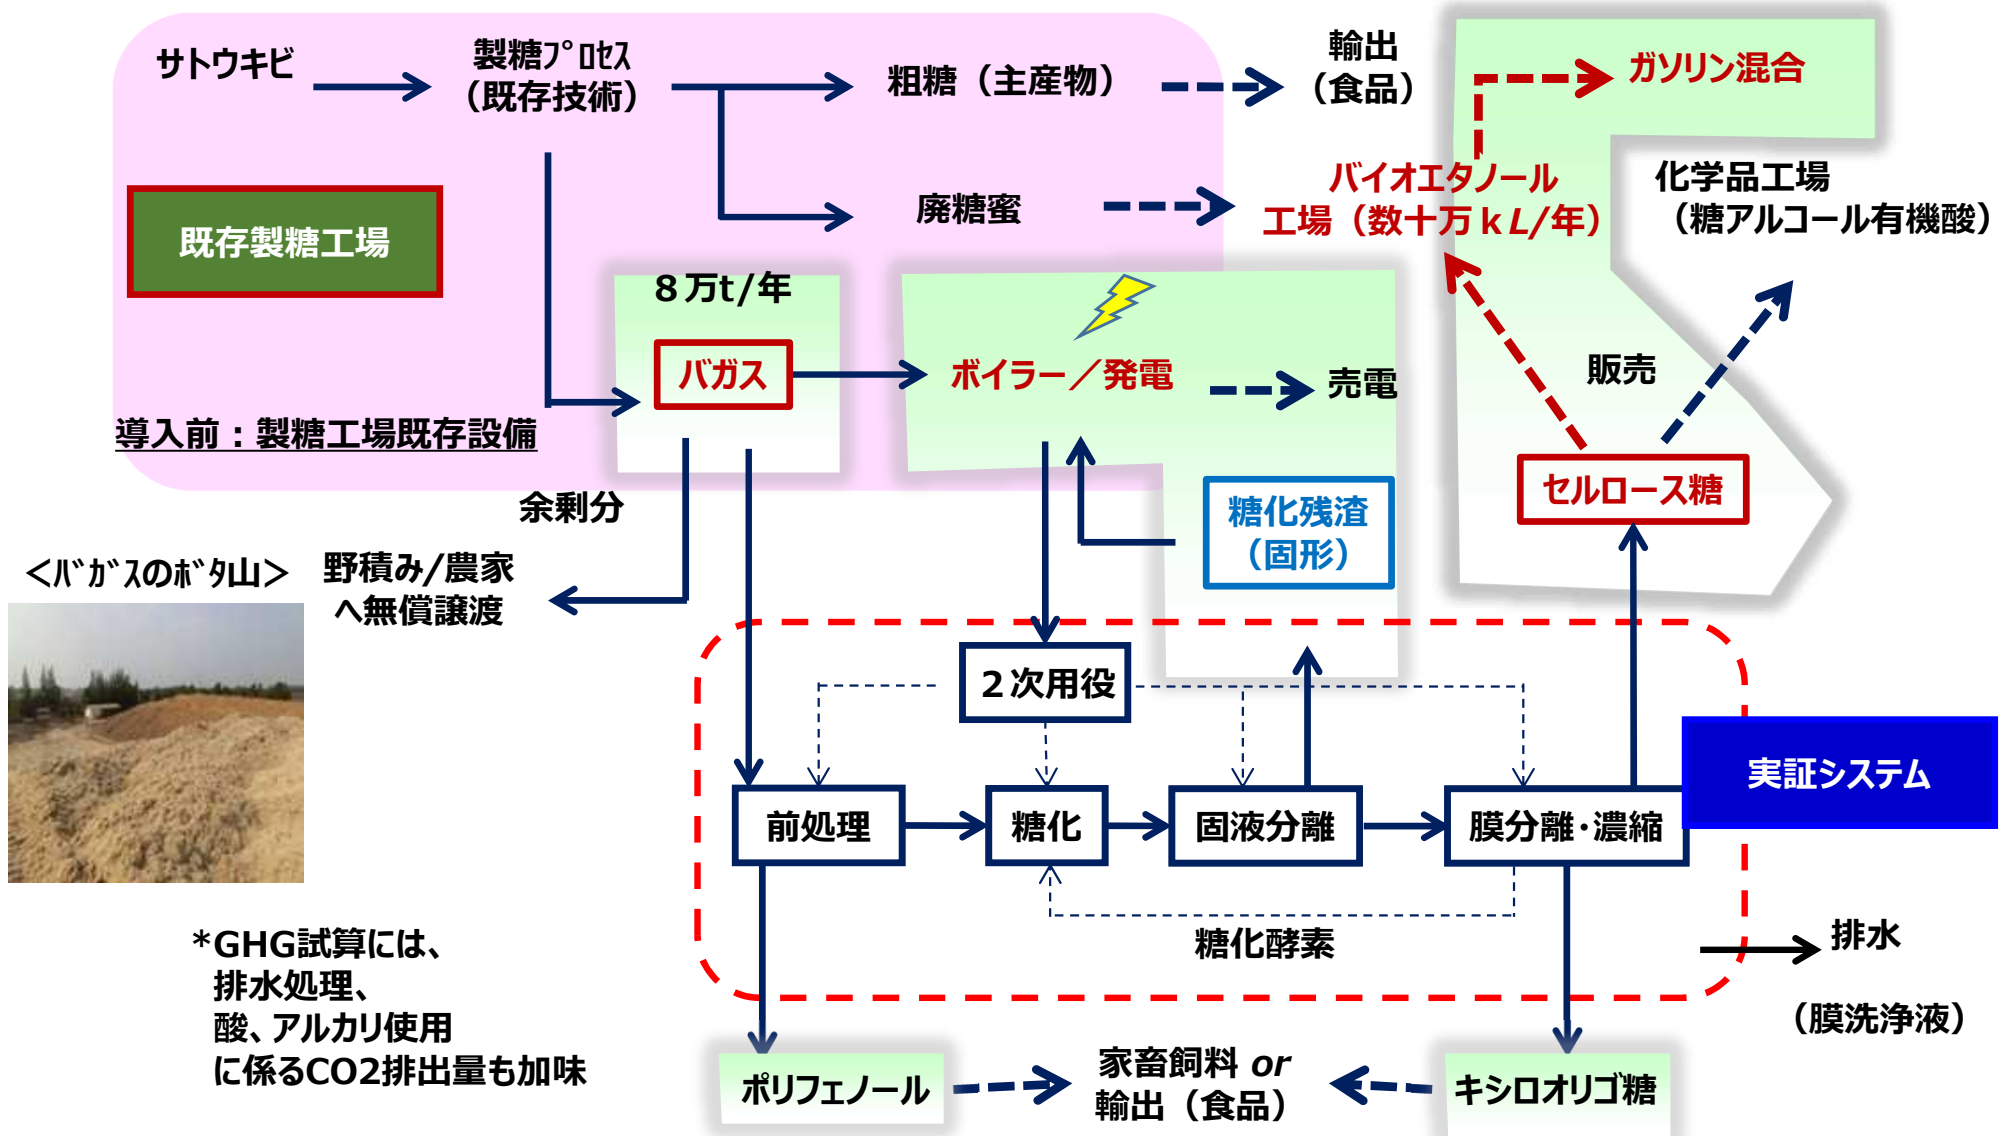 サトウキビ
製糖ﾌﾟﾛｾｽ
（既存技術）
粗糖（主産物）
輸出
（食品）
ガソリン混合
廃糖蜜
バイオエタノール
工場（数十万ｋL/年）
化学品工場
（糖アルコール有機酸）
既存製糖工場
８万t/年
バガス
ボイラー／発電
売電
販売
導入前：製糖工場既存設備
セルロース糖
余剰分
糖化残渣
（固形）
＜ﾊﾞｶﾞｽのﾎﾞﾀ山＞
野積み/農家
へ無償譲渡
２次用役
実証システム
前処理
糖化
固液分離
膜分離･濃縮
糖化酵素
排水
（膜洗浄液）
*GHG試算には、
排水処理、
酸、アルカリ使用
に係るCO2排出量も加味
ポリフェノール
家畜飼料 or
輸出（食品）
キシロオリゴ糖